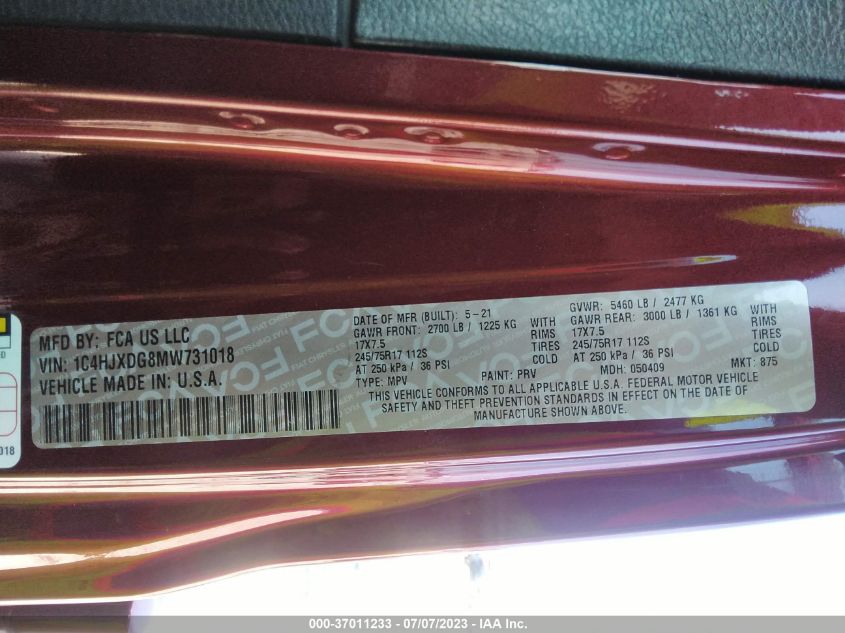 MFD BY: FCA US LLC
VIN: 1C4HJXDG8MW731018
VEHICLE MADE IN: U.S.A.
DATE OF MFR (BUILT): 5-21
GAWR FRONT: 2700 LB / 1225 KG WITH
17X7.5 RIMS
245/75R17 112S TIRES
AT 250 kPa / 36 PSI COLD
TYPE: MPV PAINT: PRV
GVWR: 5460 LB / 2477 KG
GAWR REAR: 3000 LB / 1361 KG WITH
17X7.5 RIMS
245/75R17 112S TIRES
AT 250 kPa / 36 PSI COLD
MDH: 050409 MKT: 875
THIS VEHICLE CONFORMS TO ALL APPLICABLE U.S.A. FEDERAL MOTOR VEHICLE
SAFETY AND THEFT PREVENTION STANDARDS IN EFFECT ON THE DATE OF
MANUFACTURE SHOWN ABOVE.
018
000-37011233 - 07/07/2023 - IAA Inc.